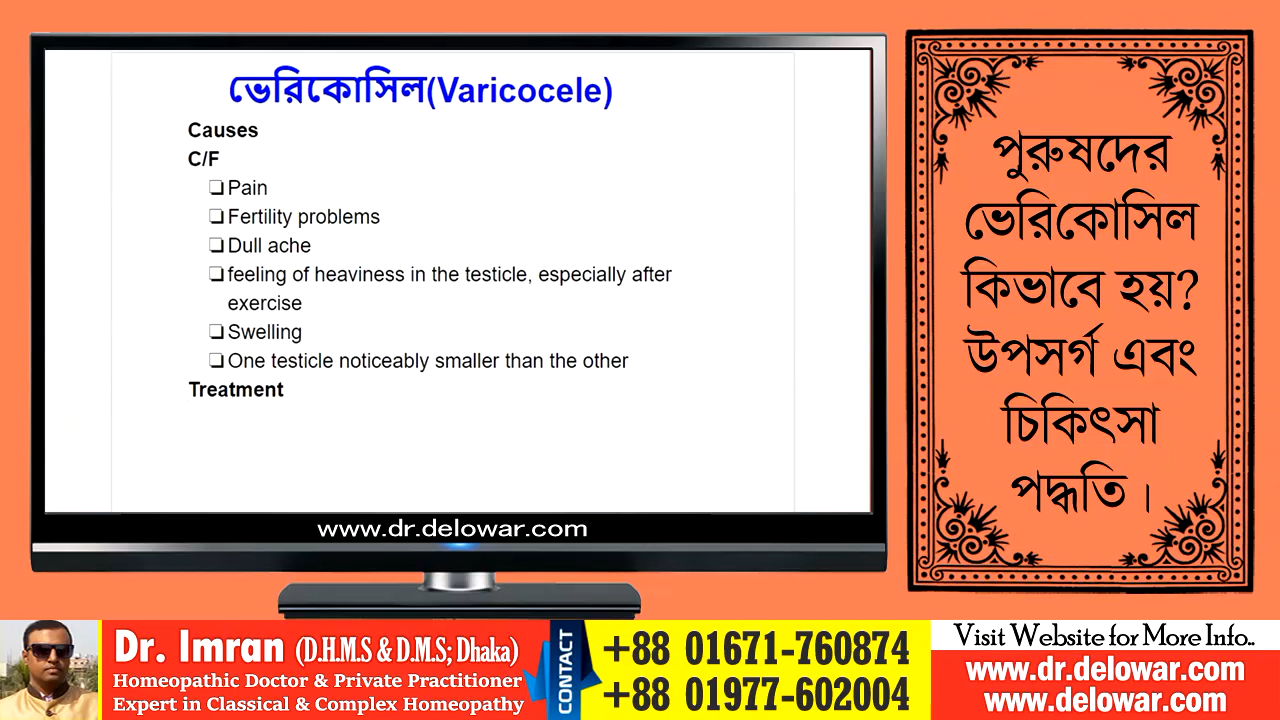 ভেরিকোসিল(Varicocele)
Causes
C/F
❏ Pain
❏ Fertility problems
❏ Dull ache
❏ feeling of heaviness in the testicle, especially after
exercise
❏ Swelling
❏ One testicle noticeably smaller than the other
Treatment
www.dr.delowar.com
পুরুষদের
ভেরিকোসিল
কিভাবে হয়?
উপসর্গ এবং
চিকিৎসা
পদ্ধতি।
Dr. Imran (D.H.M.S & D.M.S; Dhaka)
Homeopathic Doctor & Private Practitioner
Expert in Classical & Complex Homeopathy
CONTACT
+88 01671-760874
+88 01977-602004
Visit Website for More Info..
www.dr.delowar.com
www.delowar.com